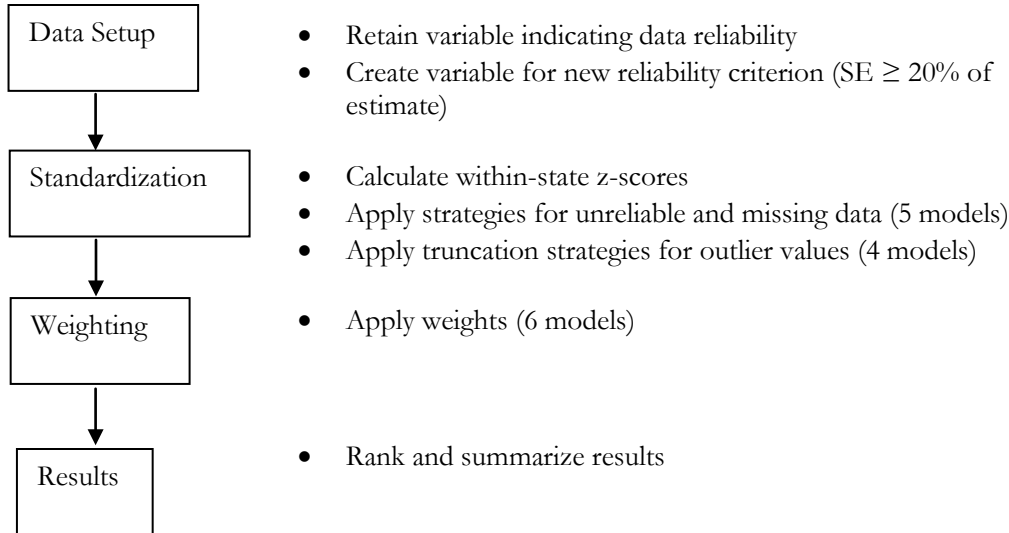 Data Setup
• Retain variable indicating data reliability
• Create variable for new reliability criterion (SE ≥ 20% of
estimate)
Standardization
• Calculate within-state z-scores
• Apply strategies for unreliable and missing data (5 models)
• Apply truncation strategies for outlier values (4 models)
Weighting
• Apply weights (6 models)
Results
• Rank and summarize results